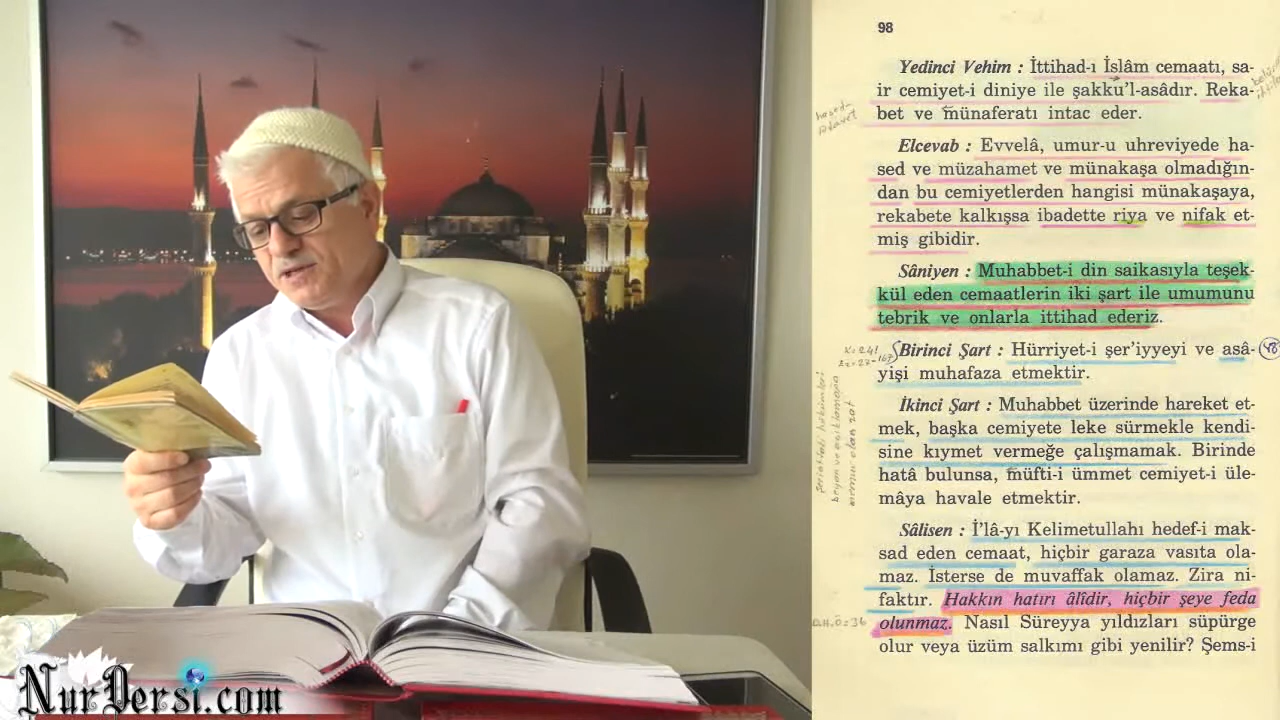 98
Yedinci Vehim : İttihad-ı İslâm cemaatı, sa-
ir cemiyet-i diniye ile şakku'l-asâdır. Reka-
bet ve münaferatı intac eder.
Elcevab : Evvelâ, umur-u uhreviyede ha-
sed ve müzahamet ve münakaşa olmadığın-
dan bu cemiyetlerden hangisi münakaşaya,
rekabete kalkışsa ibadette riya ve nifak et-
miş gibidir.
Sâniyen : Muhabbet-i din saikasıyla teşek-
kül eden cemaatlerin iki şart ile umumunu
tebrik ve onlarla ittihad ederiz.
Birinci Şart : Hürriyet-i şer'iyyeyi ve asâ-
yişi muhafaza etmektir.
İkinci Şart : Muhabbet üzerinde hareket et-
mek, başka cemiyete leke sürmekle kendi-
sine kıymet vermeğe çalışmamak. Birinde
hatâ bulunsa, müfti-i ümmet cemiyet-i üle-
mâya havale etmektir.
Sâlisen : İ'lâ-yı Kelimetullahı hedef-i mak-
sad eden cemaat, hiçbir garaza vasıta ola-
maz. İsterse de muvaffak olamaz. Zira ni-
faktır. Hakkın hatırı âlîdir, hiçbir şeye feda
olunmaz. Nasıl Süreyya yıldızları süpürge
olur veya üzüm salkımı gibi yenilir? Şems-i
NurDersi.com